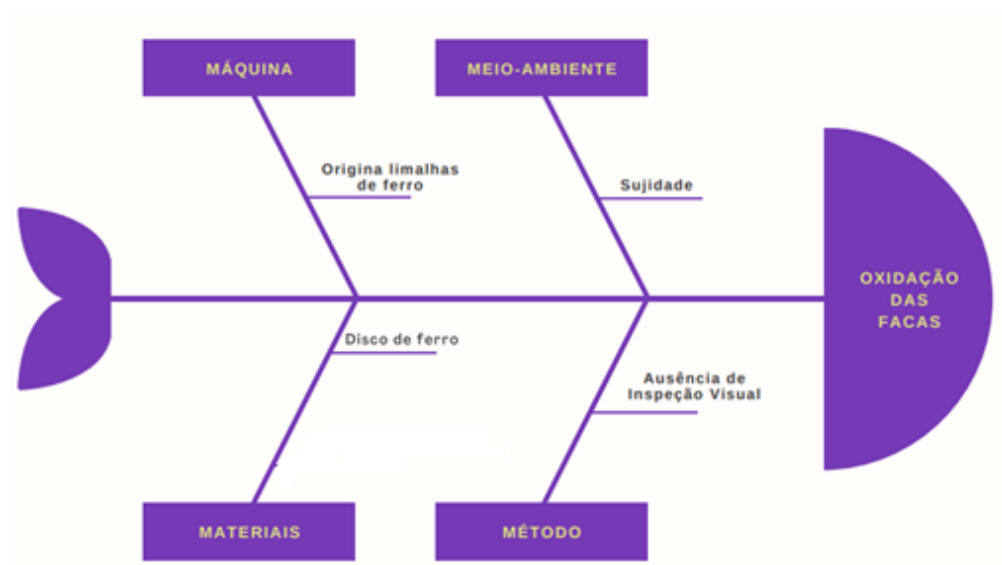 MÁQUINA
MEIO-AMBIENTE
Origina limalhas
de ferro
Sujidade
OXIDAÇÃO
DAS
FACAS
Disco de ferro
Ausência de
Inspeção Visual
MATERIAIS
MÉTODO